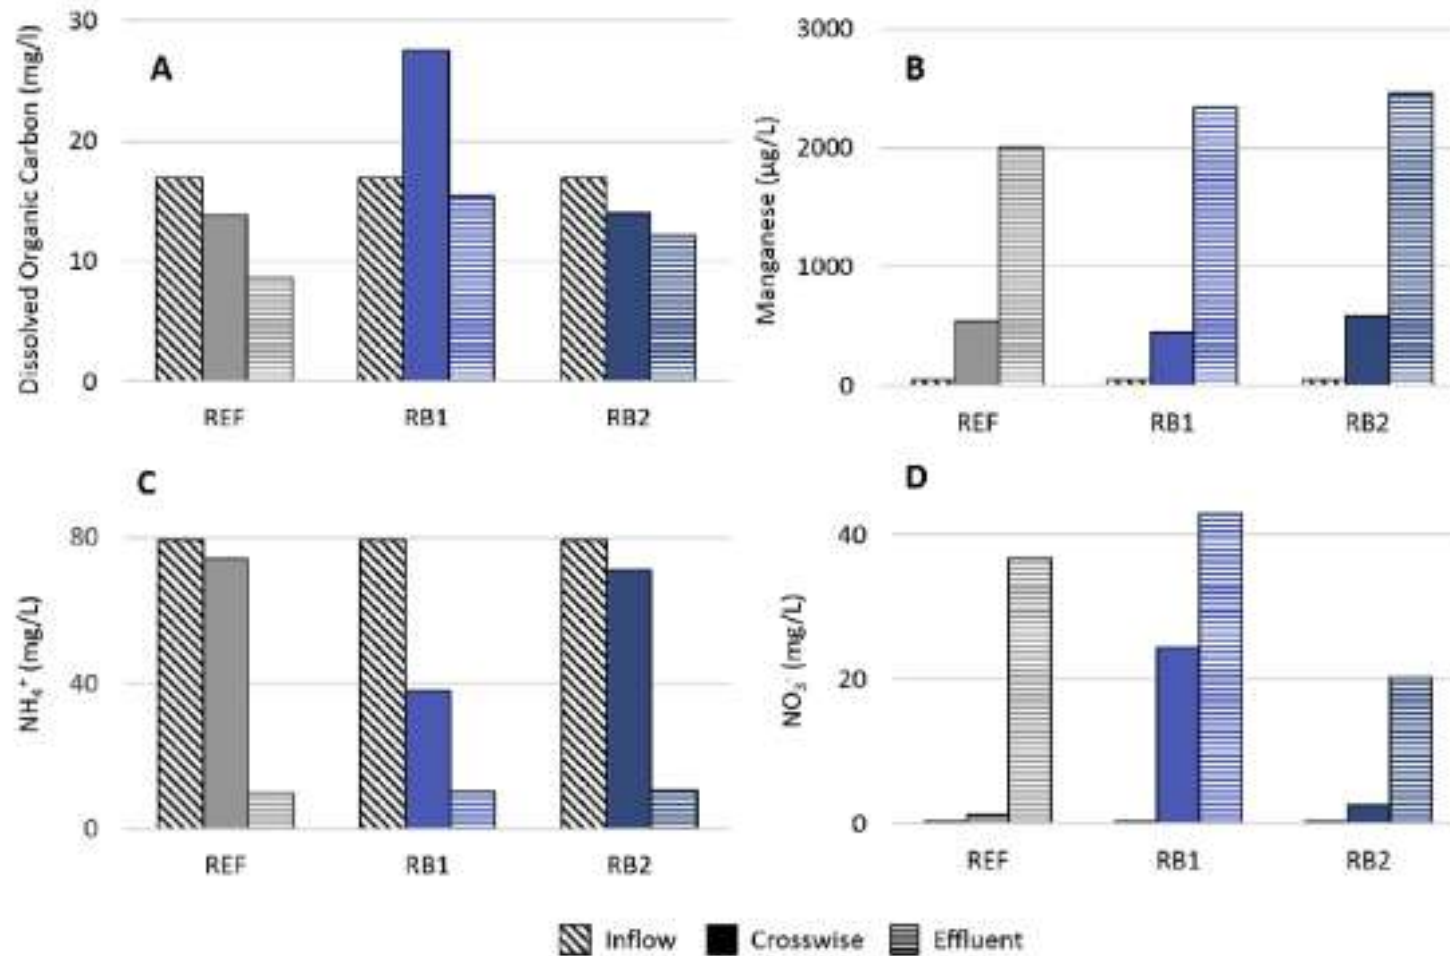 Dissolved Organic Carbon (mg/l)
30
20
10
0
A
REF
RB1
RB2
Manganese (µg/L)
3000
2000
1000
0
B
REF
RB1
RB2
NH₄⁺ (mg/L)
80
40
0
C
REF
RB1
RB2
NO₃⁻ (mg/L)
40
20
0
D
REF
RB1
RB2
Inflow Crosswise Effluent